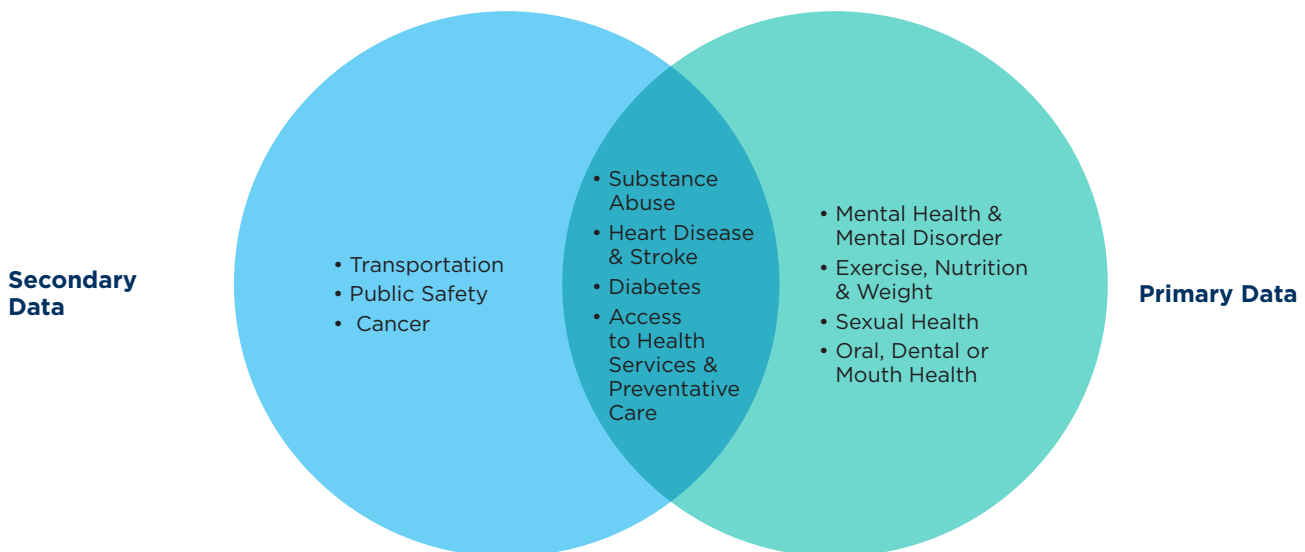 Secondary
Data
• Transportation
• Public Safety
• Cancer
• Substance
Abuse
• Heart Disease
& Stroke
• Diabetes
• Access
to Health
Services &
Preventative
Care
• Mental Health &
Mental Disorder
• Exercise, Nutrition
& Weight
• Sexual Health
• Oral, Dental or
Mouth Health
Primary Data